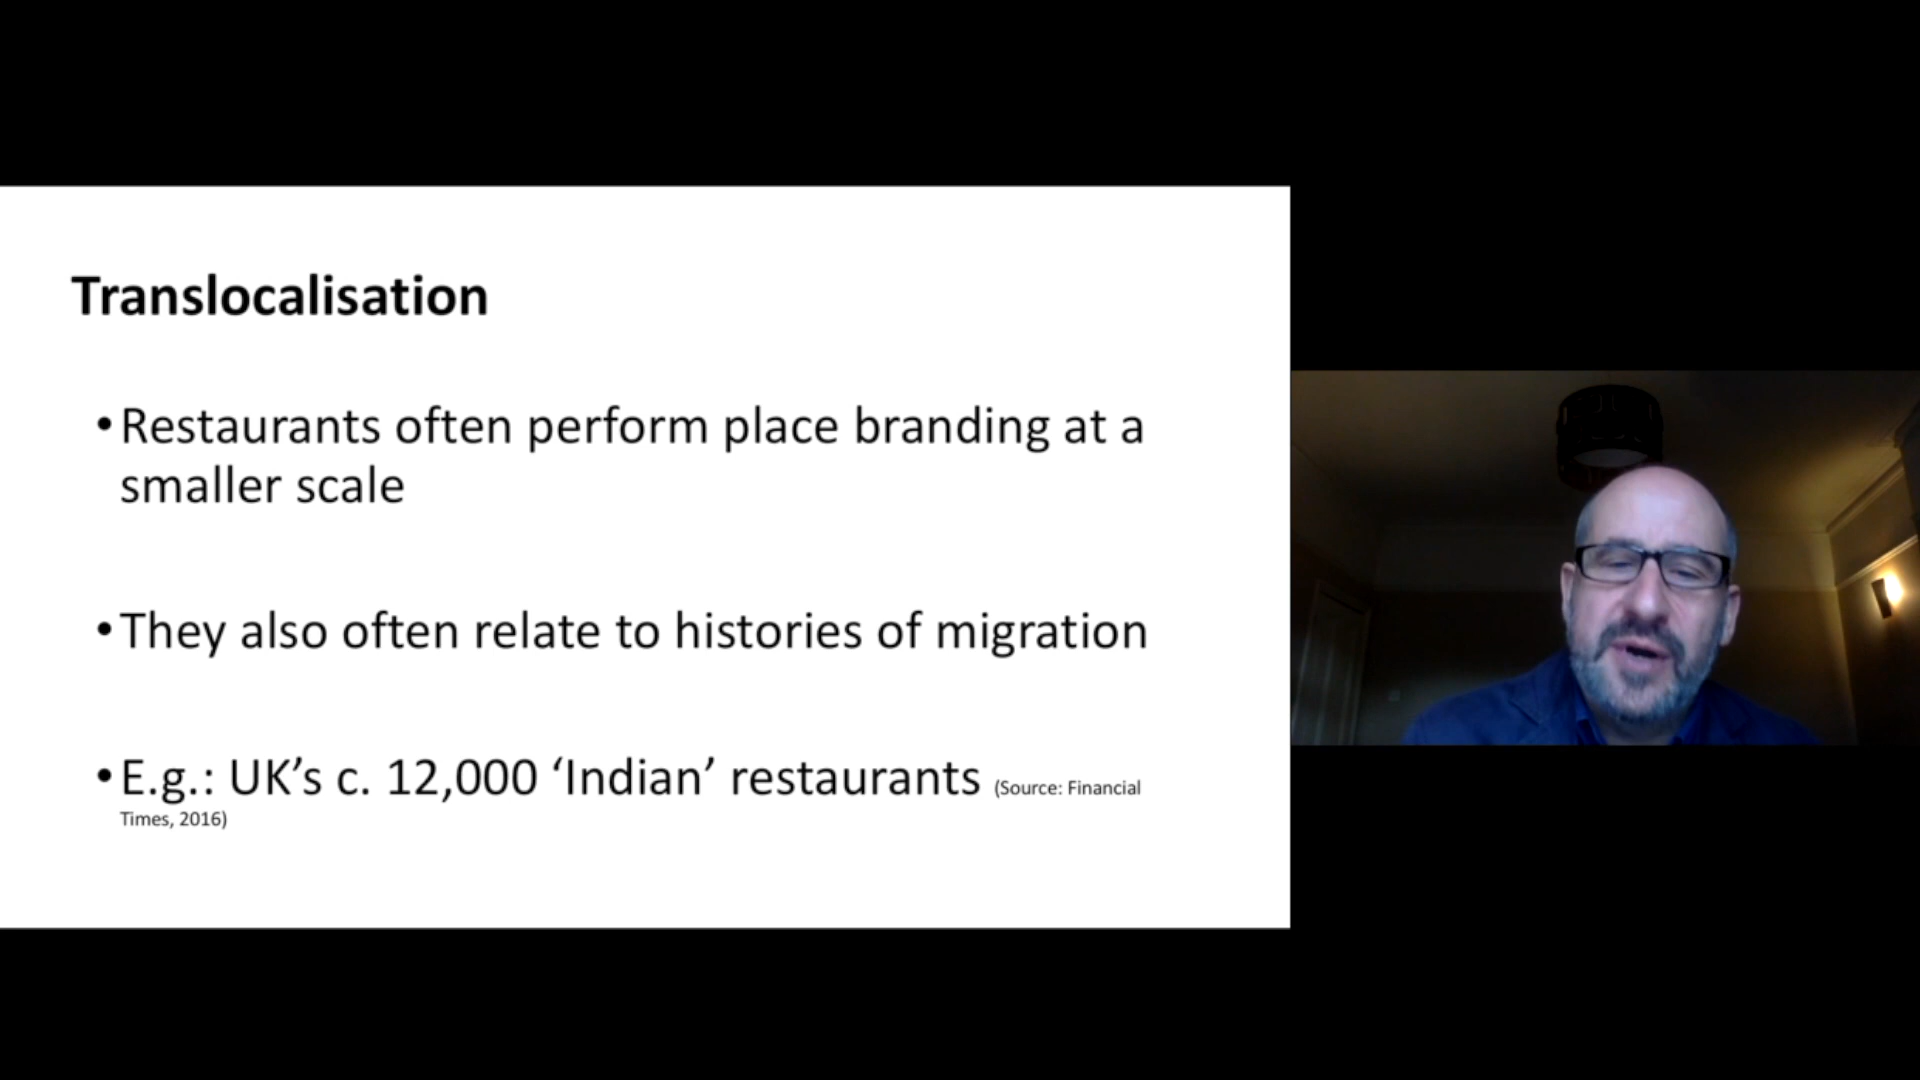 Translocalisation
•Restaurants often perform place branding at a
smaller scale
•They also often relate to histories of migration
•E.g.: UK’s c. 12,000 ‘Indian’ restaurants (Source: Financial
Times, 2016)